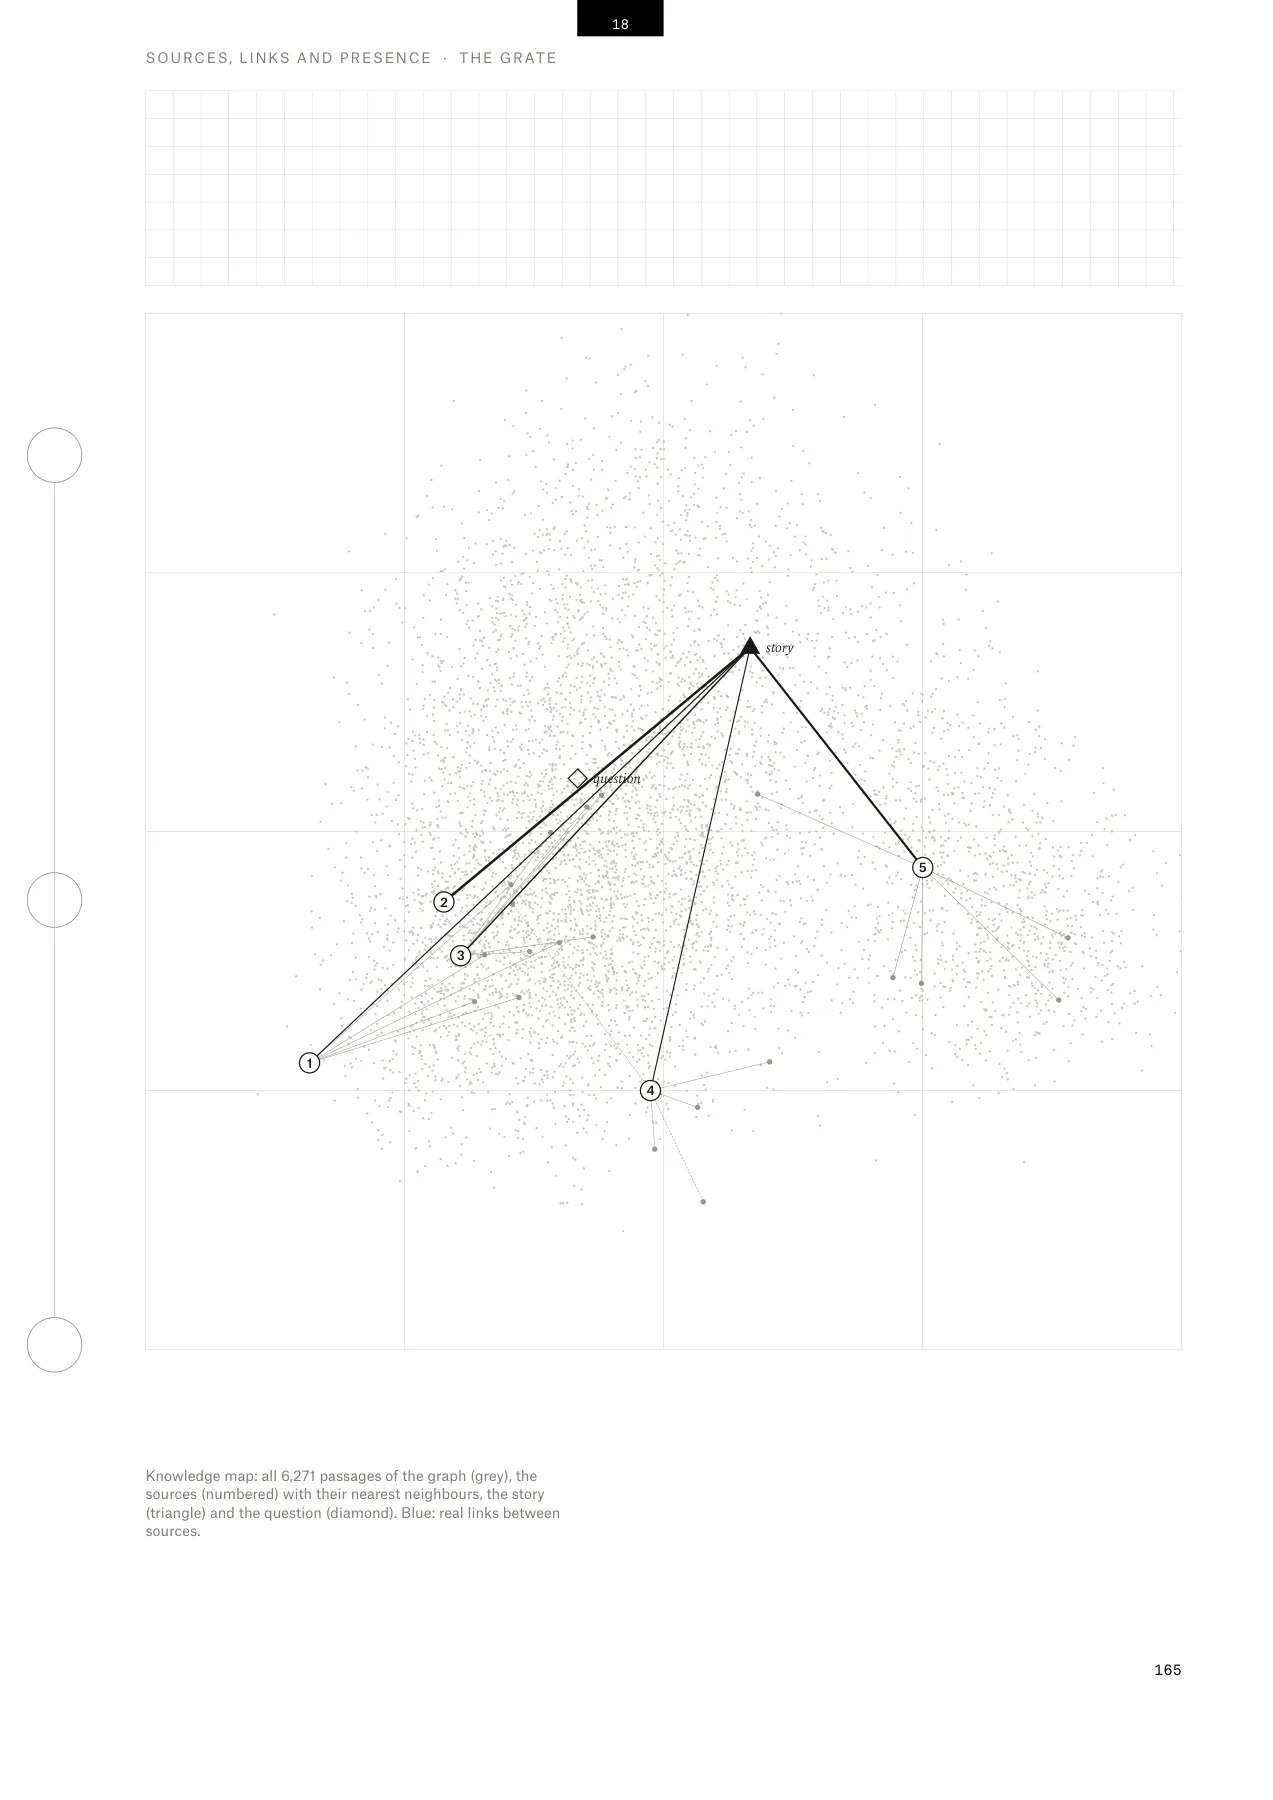 18
SOURCES, LINKS AND PRESENCE · THE GRATE
story
question
5
2
3
1
4
Knowledge map: all 6,271 passages of the graph (grey), the
sources (numbered) with their nearest neighbours, the story
(triangle) and the question (diamond). Blue: real links between
sources.
165